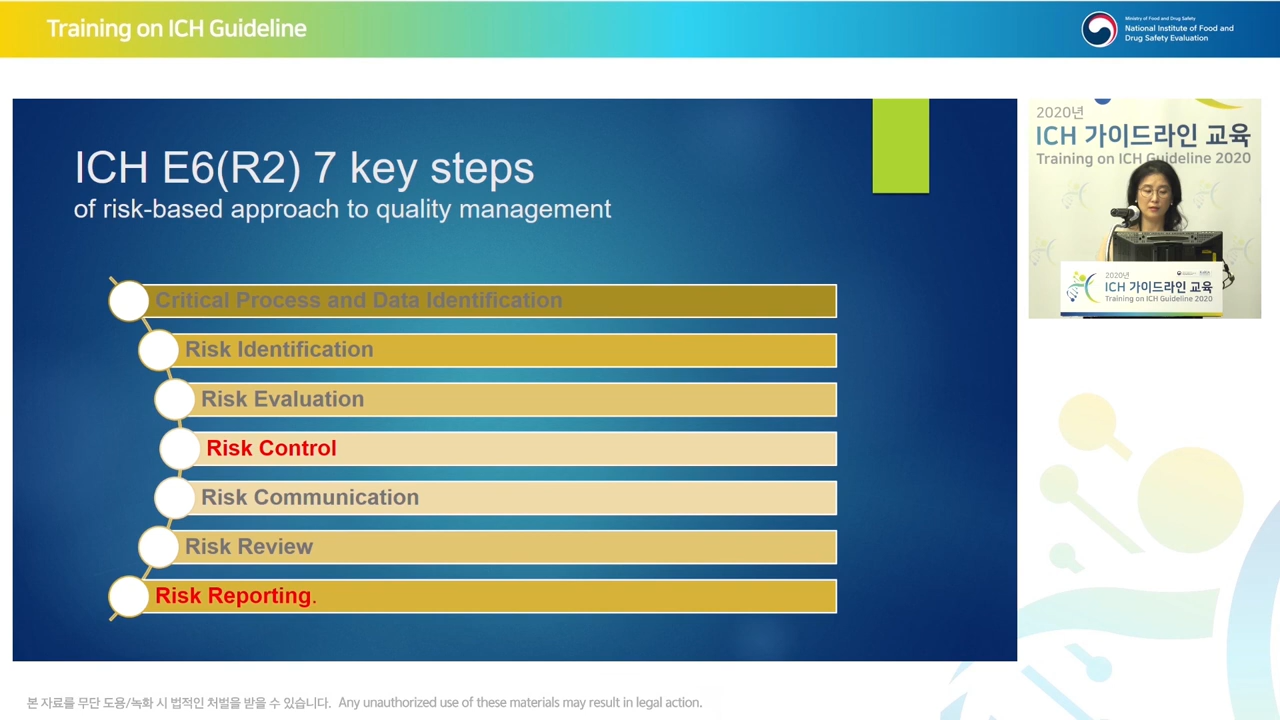 Training on ICH Guideline
Ministry of Food and Drug Safety
National Institute of Food and
Drug Safety Evaluation
ICH E6(R2) 7 key steps
of risk-based approach to quality management
Critical Process and Data Identification
Risk Identification
Risk Evaluation
Risk Control
Risk Communication
Risk Review
Risk Reporting.
2020년
ICH 가이드라인 교육
Training on ICH Guideline 2020
2020년
ICH 가이드라인 교육
Training on ICH Guideline 2020
본 자료를 무단 도용/녹화 시 법적인 처벌을 받을 수 있습니다. Any unauthorized use of these materials may result in legal action.